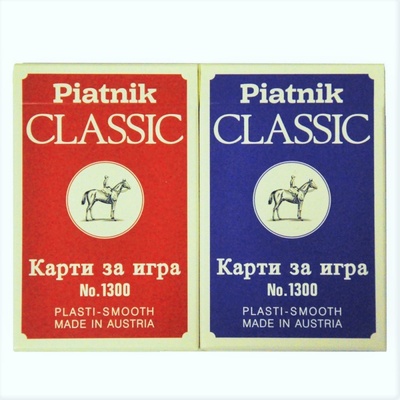 Piatnik
CLASSIC
Карти за игра
No.1300
PLASTI-SMOOTH
MADE IN AUSTRIA
Piatnik
CLASSIC
Карти за игра
No.1300
PLASTI-SMOOTH
MADE IN AUSTRIA